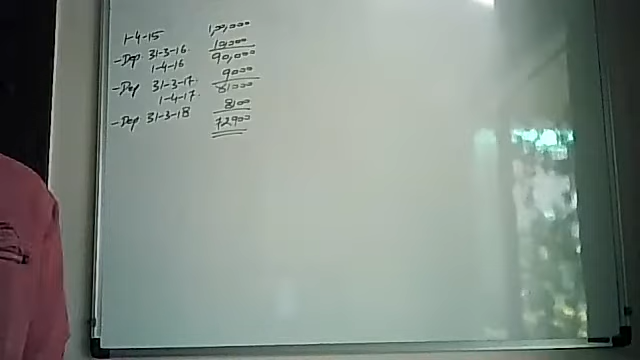 1-4-15 1,00,000
- Dep 31-3-16 10,000
1-4-16 90,000
- Dep 31-3-17 9000
1-4-17 81000
- Dep 31-3-18 8100
72900